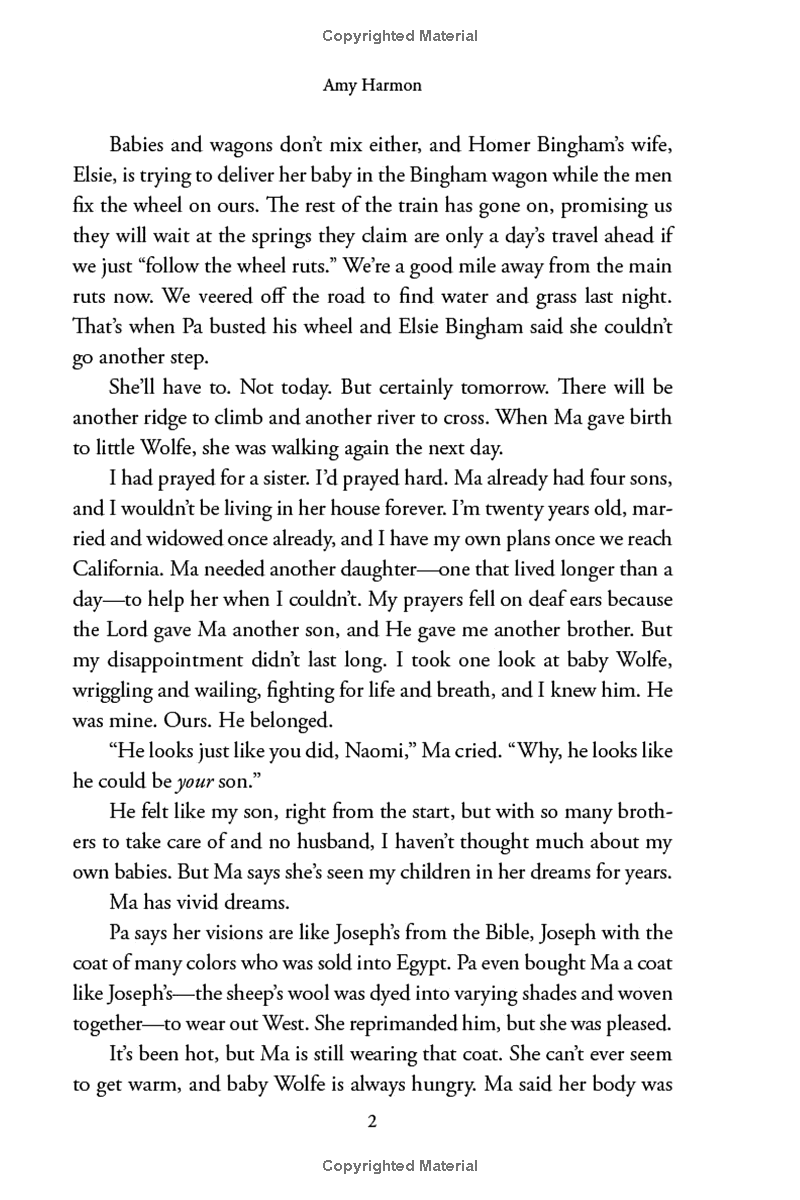 Copyrighted Material
Amy Harmon
Babies and wagons don’t mix either, and Homer Bingham’s wife,
Elsie, is trying to deliver her baby in the Bingham wagon while the men
fix the wheel on ours. The rest of the train has gone on, promising us
they will wait at the springs they claim are only a day’s travel ahead if
we just “follow the wheel ruts.” We’re a good mile away from the main
ruts now. We veered off the road to find water and grass last night.
That’s when Pa busted his wheel and Elsie Bingham said she couldn’t
go another step.
She’ll have to. Not today. But certainly tomorrow. There will be
another ridge to climb and another river to cross. When Ma gave birth
to little Wolfe, she was walking again the next day.
I had prayed for a sister. I’d prayed hard. Ma already had four sons,
and I wouldn’t be living in her house forever. I’m twenty years old, mar-
ried and widowed once already, and I have my own plans once we reach
California. Ma needed another daughter—one that lived longer than a
day—to help her when I couldn’t. My prayers fell on deaf ears because
the Lord gave Ma another son, and He gave me another brother. But
my disappointment didn’t last long. I took one look at baby Wolfe,
wriggling and wailing, fighting for life and breath, and I knew him. He
was mine. Ours. He belonged.
“He looks just like you did, Naomi,” Ma cried. “Why, he looks like
he could be your son.”
He felt like my son, right from the start, but with so many broth-
ers to take care of and no husband, I haven’t thought much about my
own babies. But Ma says she’s seen my children in her dreams for years.
Ma has vivid dreams.
Pa says her visions are like Joseph’s from the Bible, Joseph with the
coat of many colors who was sold into Egypt. Pa even bought Ma a coat
like Joseph’s—the sheep’s wool was dyed into varying shades and woven
together—to wear out West. She reprimanded him, but she was pleased.
It’s been hot, but Ma is still wearing that coat. She can’t ever seem
to get warm, and baby Wolfe is always hungry. Ma said her body was
2
Copyrighted Material